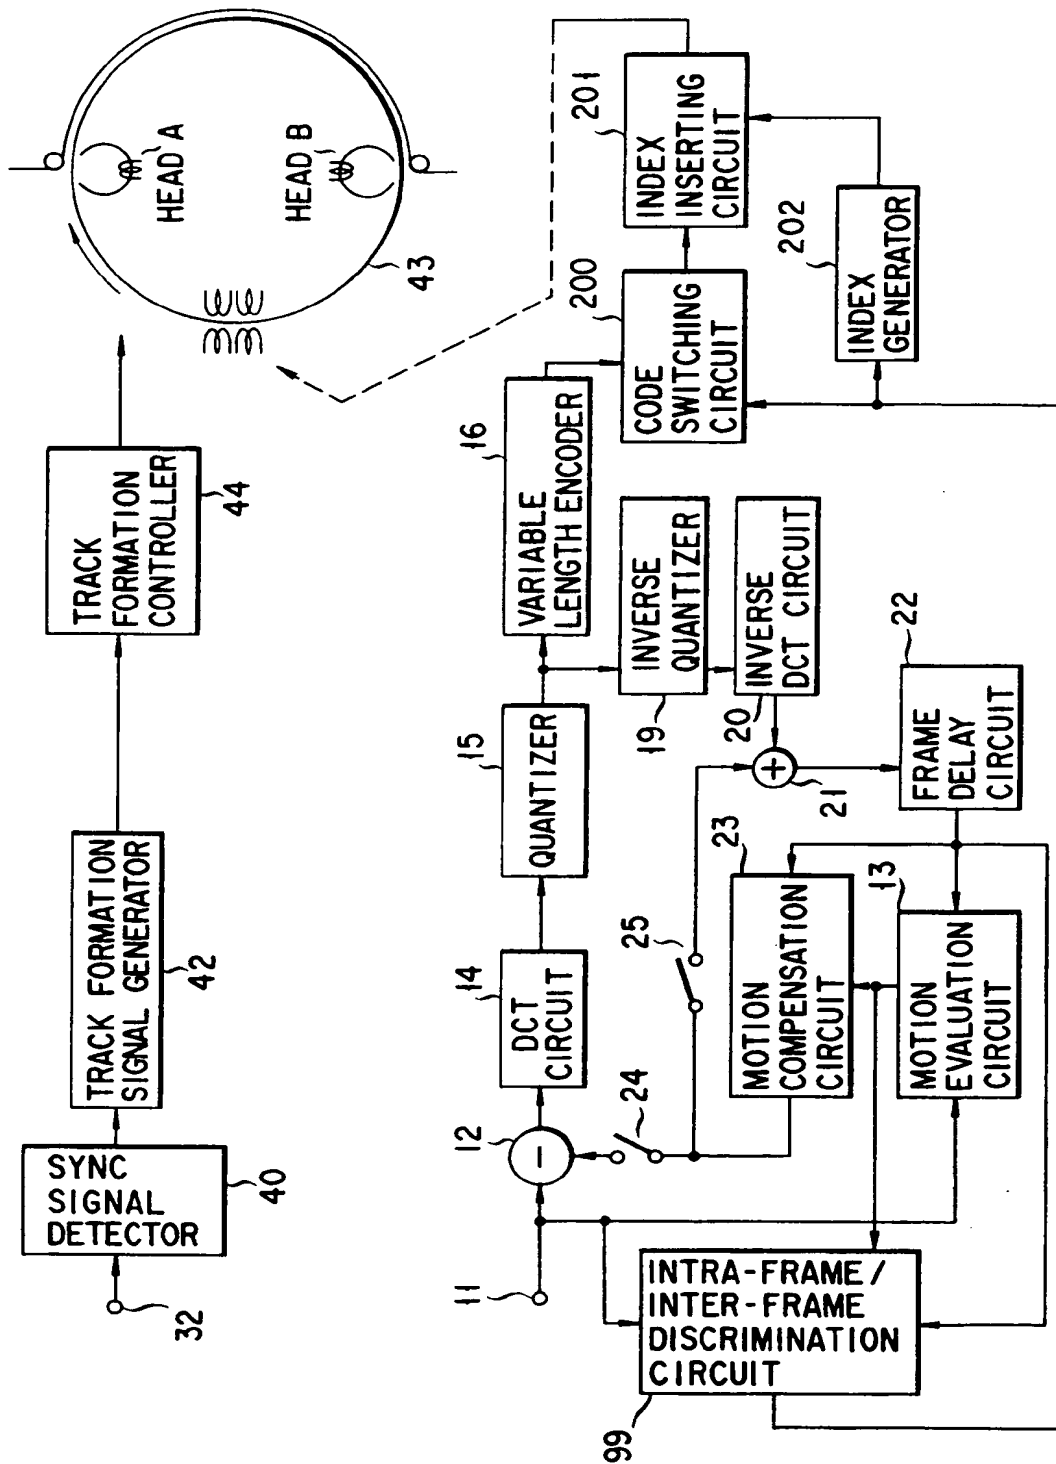 32
SYNC
SIGNAL
DETECTOR
40
TRACK FORMATION
SIGNAL GENERATOR
42
TRACK
FORMATION
CONTROLLER
44
HEAD A
HEAD B
43
11
12
14
DCT
CIRCUIT
15
QUANTIZER
16
VARIABLE
LENGTH ENCODER
200
CODE
SWITCHING
CIRCUIT
201
INDEX
INSERTING
CIRCUIT
202
INDEX
GENERATOR
INVERSE
QUANTIZER
19
INVERSE
DCT CIRCUIT
20
21
22
FRAME
DELAY
CIRCUIT
24
25
23
MOTION
COMPENSATION
CIRCUIT
13
MOTION
EVALUATION
CIRCUIT
INTRA-FRAME/
INTER-FRAME
DISCRIMINATION
CIRCUIT
99